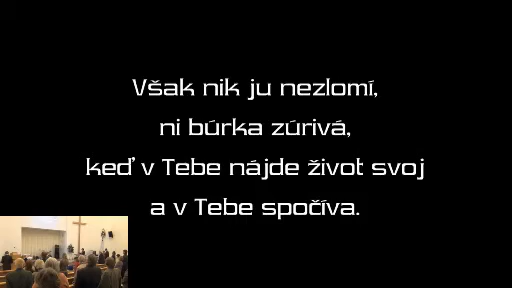 Však nik ju nezlomí,
ni búrka zúrivá,
keď v Tebe nájde život svoj
a v Tebe spočíva.